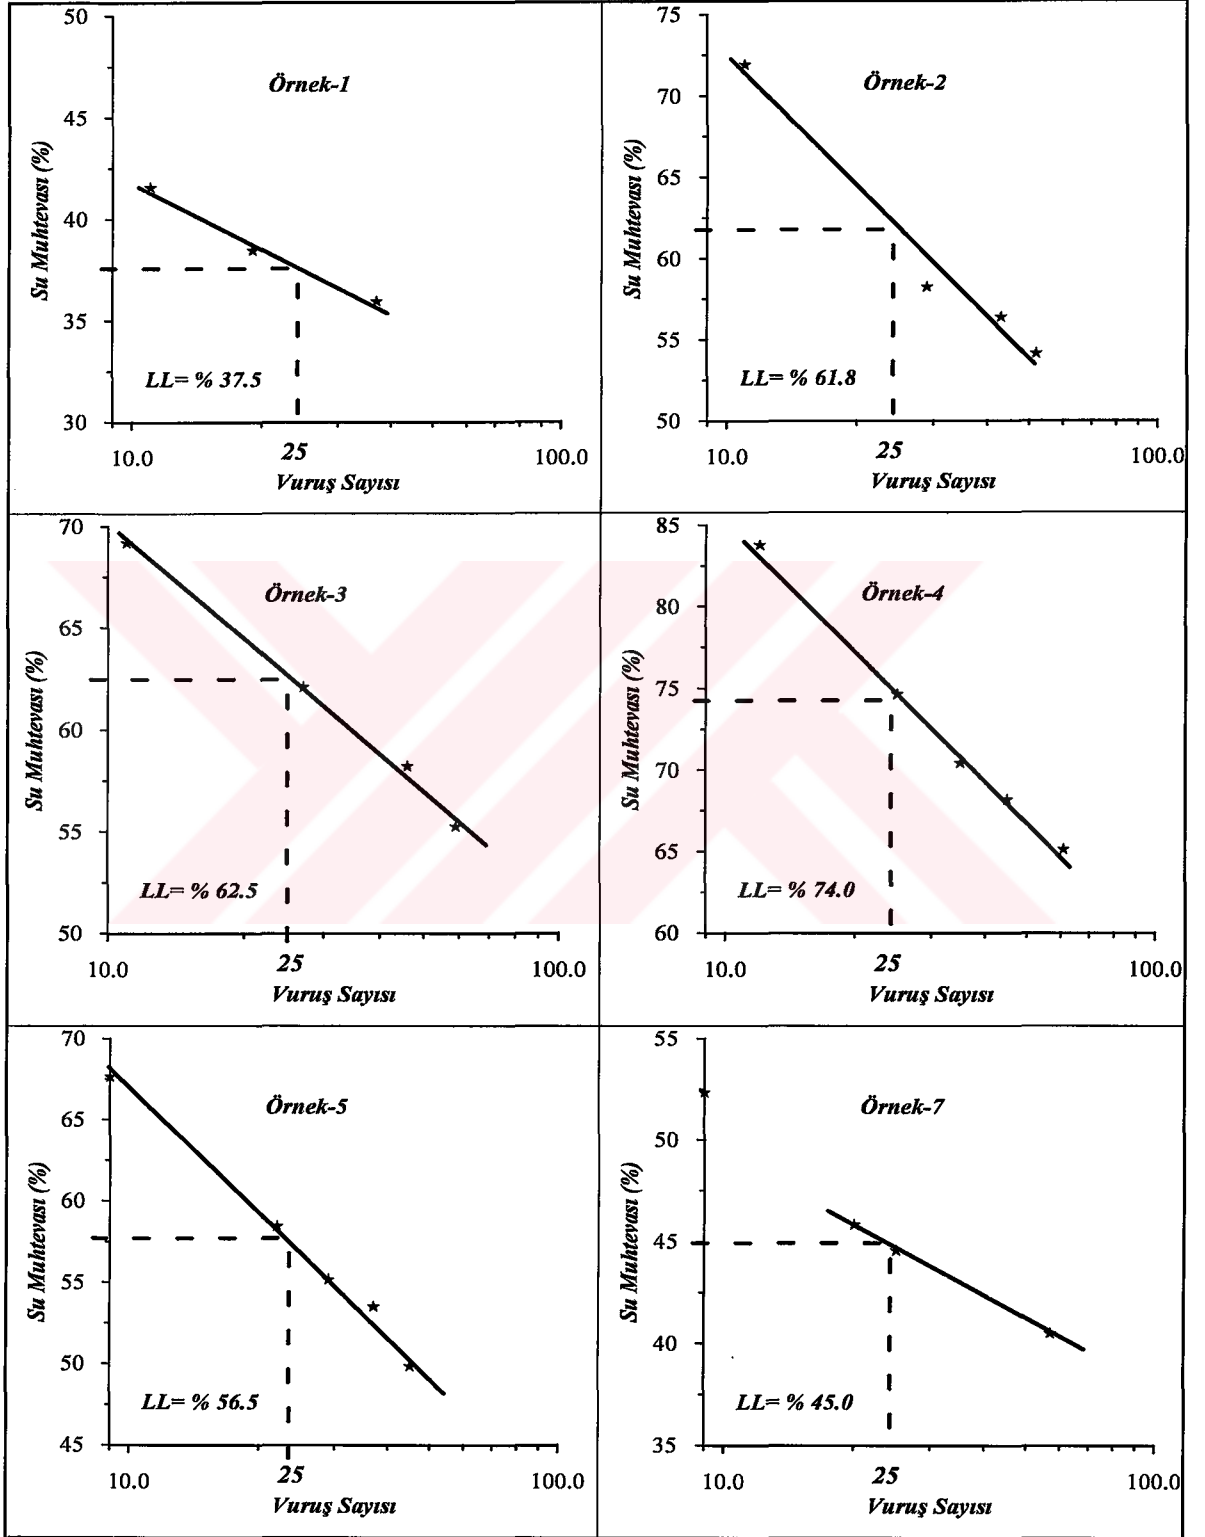 50
Örnek-1
45
40
35
30
Su Muhtevası (%)
LL= % 37.5
10.0
25
100.0
Vuruş Sayısı
75
Örnek-2
70
65
60
55
50
Su Muhtevası (%)
LL= % 61.8
10.0
25
100.0
Vuruş Sayısı
70
Örnek-3
65
60
55
50
Su Muhtevası (%)
LL= % 62.5
10.0
25
100.0
Vuruş Sayısı
85
Örnek-4
80
75
70
65
60
Su Muhtevası (%)
LL= % 74.0
10.0
25
100.0
Vuruş Sayısı
70
Örnek-5
65
60
55
50
45
Su Muhtevası (%)
LL= % 56.5
10.0
25
100.0
Vuruş Sayısı
55
Örnek-7
50
45
40
35
Su Muhtevası (%)
LL= % 45.0
10.0
25
100.0
Vuruş Sayısı